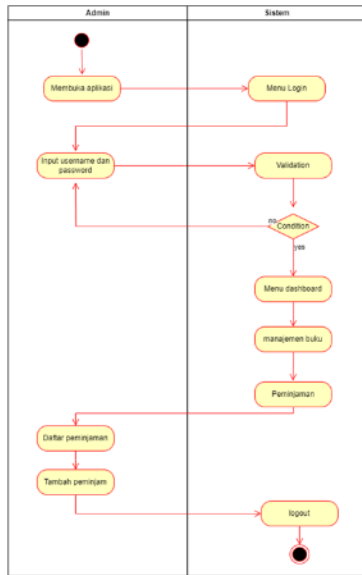 Admin
Sistem
Membuka aplikasi
Menu Login
Input username dan
password
Validation
no
Condition
yes
Menu dashboard
manajemen buku
Peminjaman
Daftar peminjaman
Tambah peminjam
logout